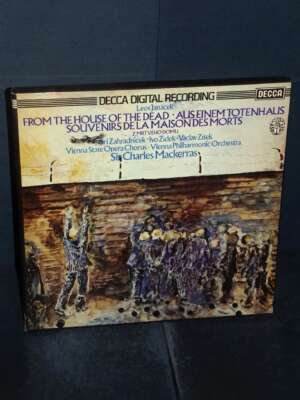 DECCA DIGITAL RECORDING
DECCA
Leoš Janáček
FROM THE HOUSE OF THE DEAD · AUS EINEM TOTENHAUS
SOUVENIRS DE LA MAISON DES MORTS
Z MRTVÉHO DOMU
Jiří Zahradníček · Ivo Žídek · Václav Zítek
Vienna State Opera Chorus · Vienna Philharmonic Orchestra
Sir Charles Mackerras